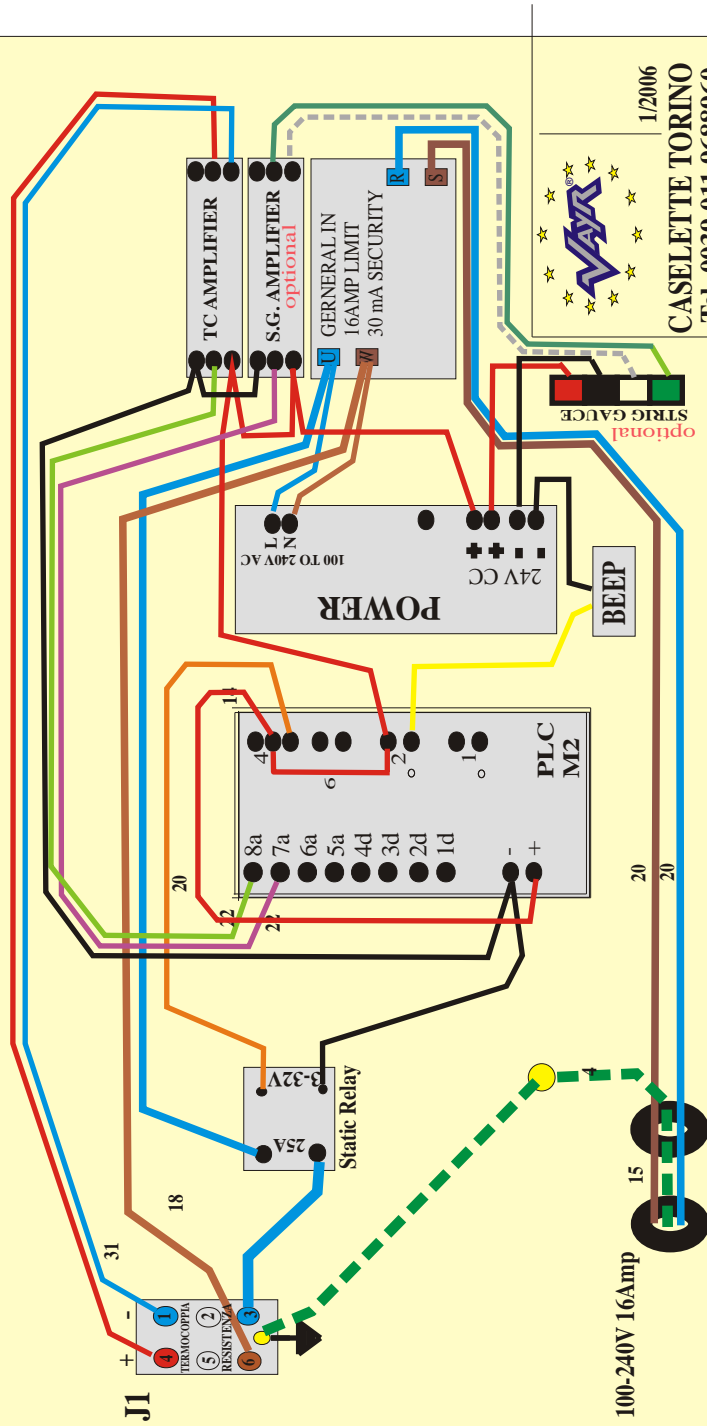 J1
+ -
4 1
TERMOCOPPIA
5 2
RESISTENZA
6 3
31
18
25A
3-32V
Static Relay
20
22
22
14
8a
7a
6a
5a
4d
3d
2d
1d
-
+
4
6
2
1
PLC
M2
POWER
L
N
100 TO 240V AC
+
+
-
-
24V CC
BEEP
TC AMPLIFIER
S.G. AMPLIFIER
optional
U
W
GERNERAL IN
16AMP LIMIT
30 mA SECURITY
R
S
STRIG GAUCE
optional
100-240V 16Amp
15
4
20
20
VAYR®
1/2006
CASELETTE TORINO